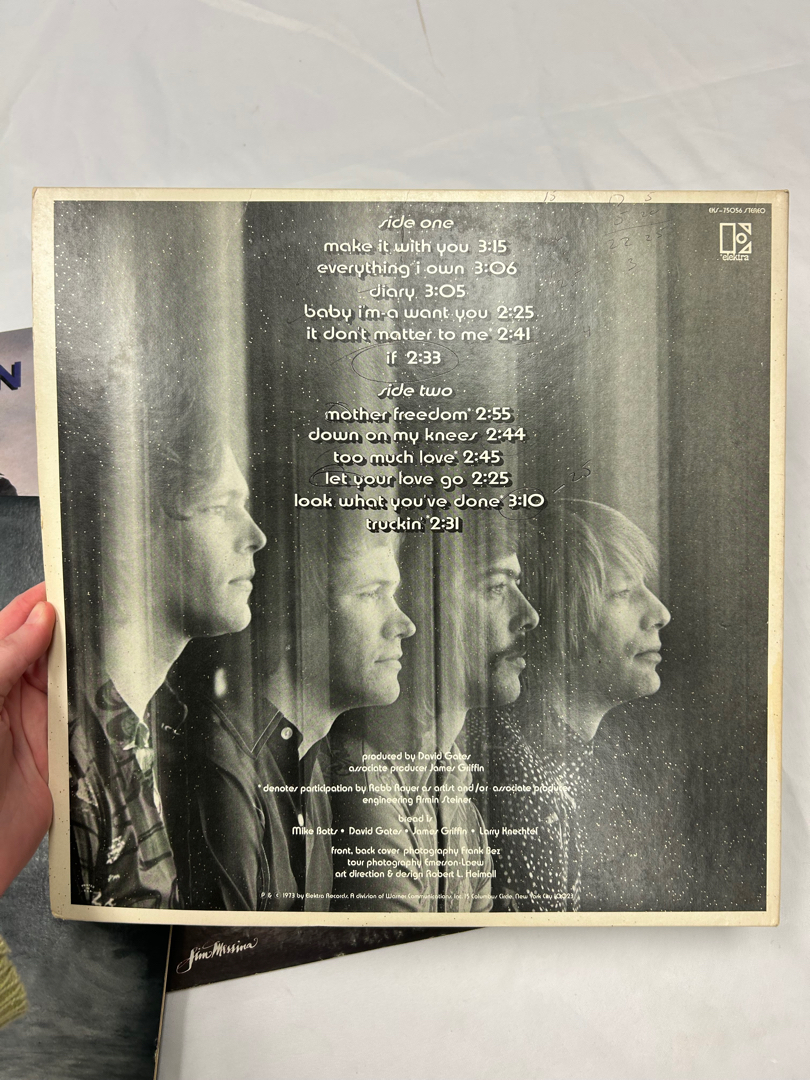 EKS-75056 STEREO
elektra
side one
make it with you 3:15
everything i own 3:06
diary 3:05
baby i'm-a want you 2:25
it don't matter to me* 2:41
if 2:33
side two
mother freedom* 2:55
down on my knees 2:44
too much love* 2:45
let your love go 2:25
look what you've done* 3:10
truckin'* 2:31
25
produced by David Gates
associate producer James Griffin
* denotes participation by Robb Royer as artist and/or associate producer
engineering Armin Steiner
bread is
Mike Botts • David Gates • James Griffin • Larry Knechtel
front, back cover photography Frank Bez
tour photography Emerson-Loew
art direction & design Robert L. Heimall
P & C 1973 by Elektra Records. A division of Warner Communications, Inc. 15 Columbus Circle, New York City 10023
N
Jim Messina